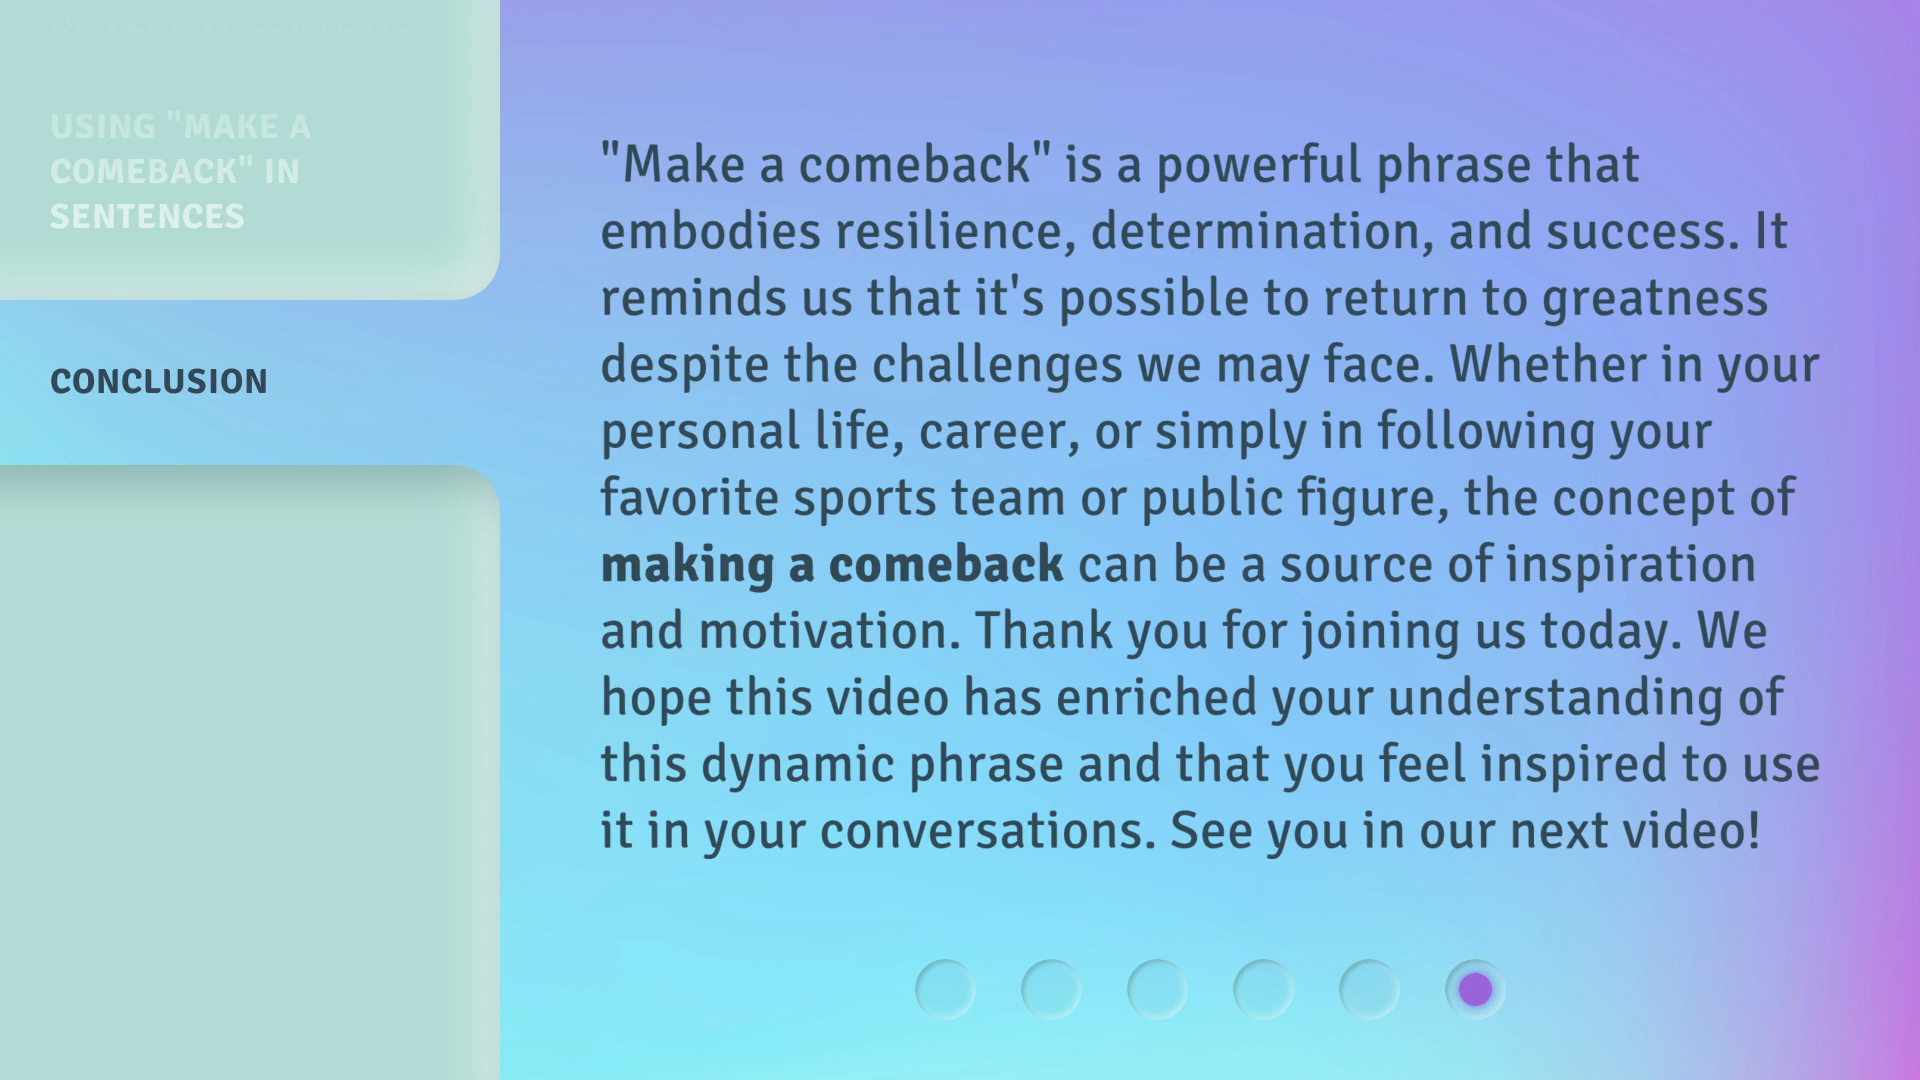 DIFFERENT CONTEXTS
USING "MAKE A
COMEBACK" IN
SENTENCES
CONCLUSION
"Make a comeback" is a powerful phrase that
embodies resilience, determination, and success. It
reminds us that it's possible to return to greatness
despite the challenges we may face. Whether in your
personal life, career, or simply in following your
favorite sports team or public figure, the concept of
making a comeback can be a source of inspiration
and motivation. Thank you for joining us today. We
hope this video has enriched your understanding of
this dynamic phrase and that you feel inspired to use
it in your conversations. See you in our next video!